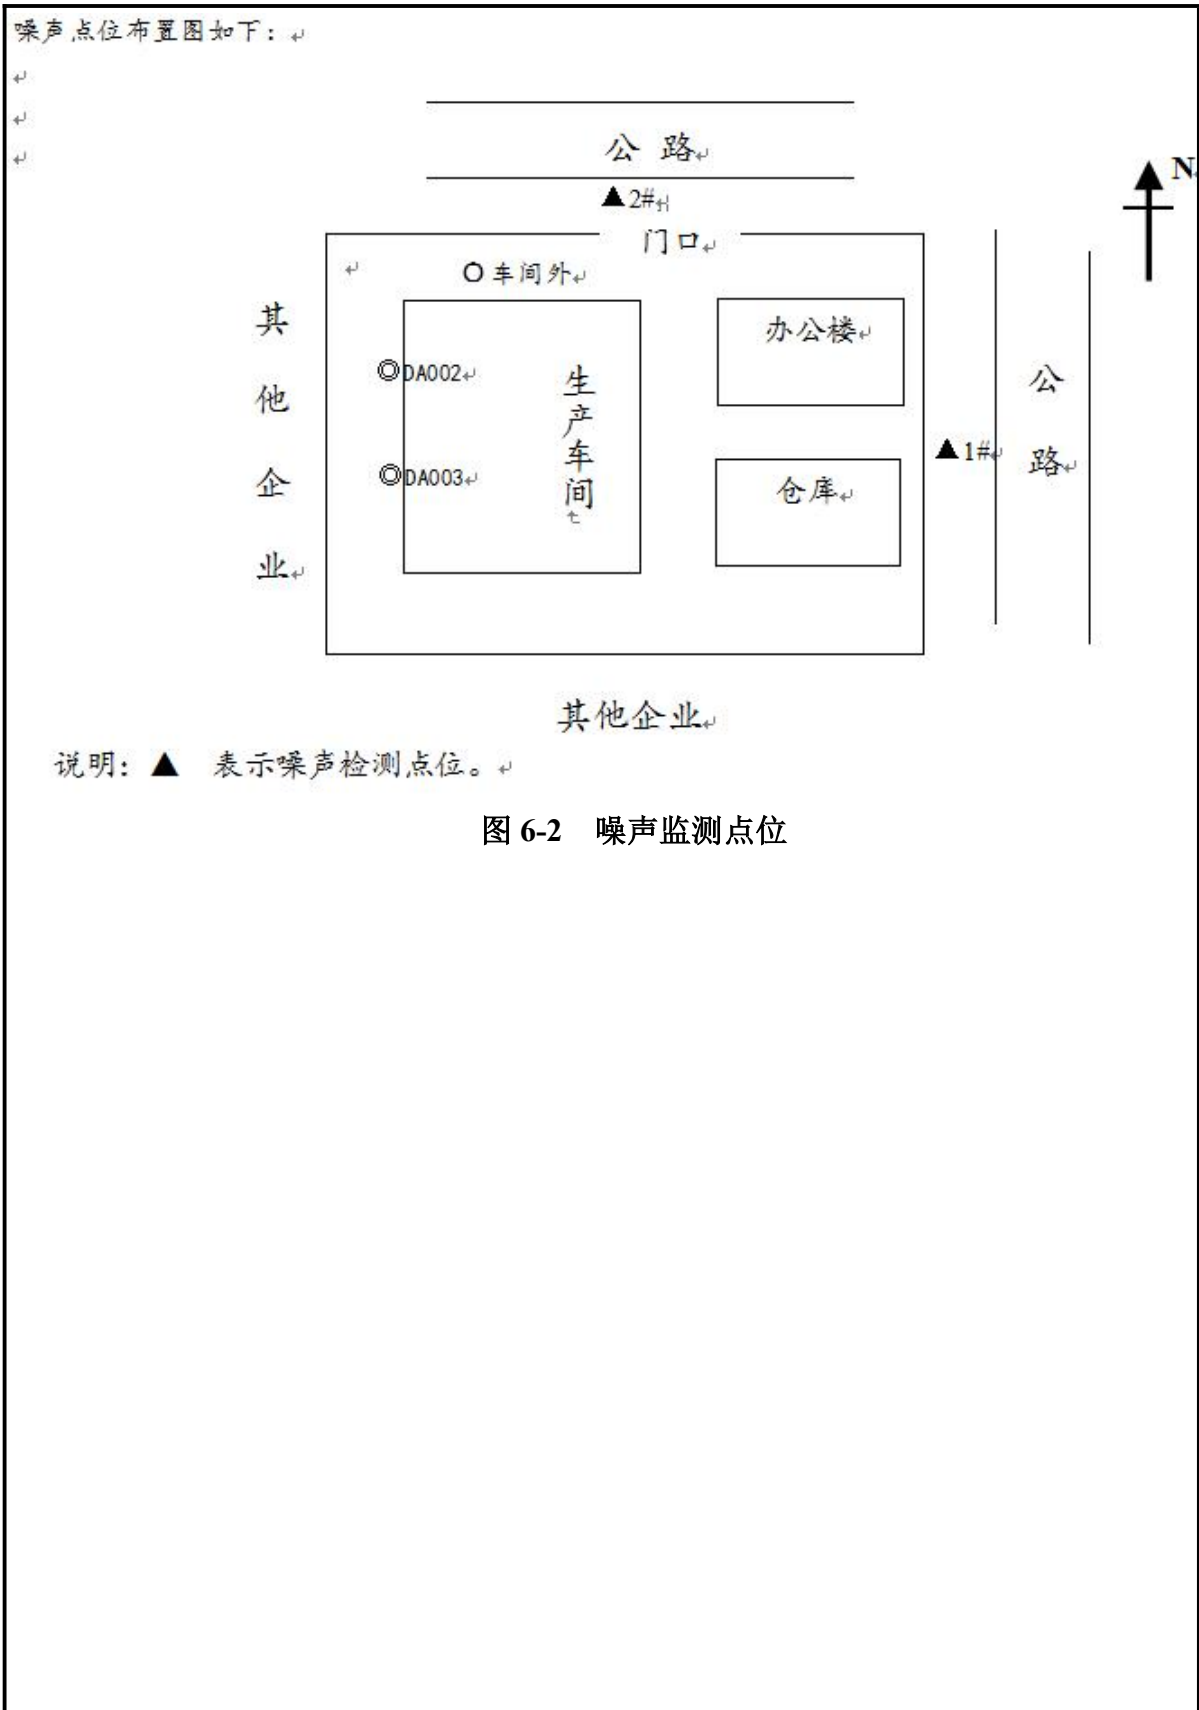 噪声点位布置图如下：
公 路
N
▲2#
门口
○ 车间外
其他企业
办公楼
◎DA002
生产车间
公路
▲1#
◎DA003
仓库
其他企业
说明：▲ 表示噪声检测点位。
图 6-2 噪声监测点位